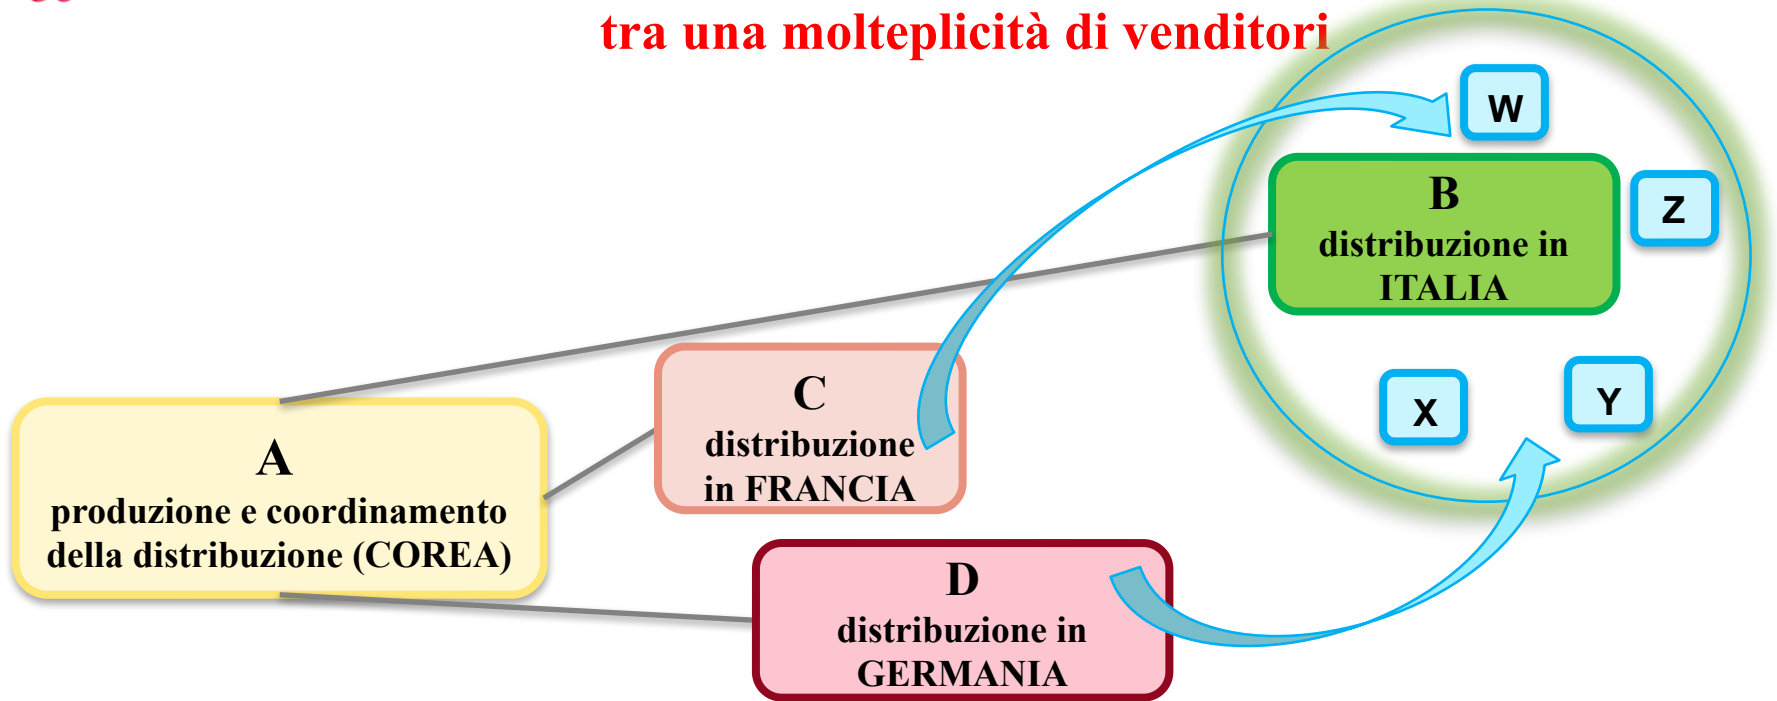 tra una molteplicità di venditori
W
B
distribuzione in
ITALIA
Z
C
distribuzione
in FRANCIA
X
Y
A
produzione e coordinamento
della distribuzione (COREA)
D
distribuzione in
GERMANIA